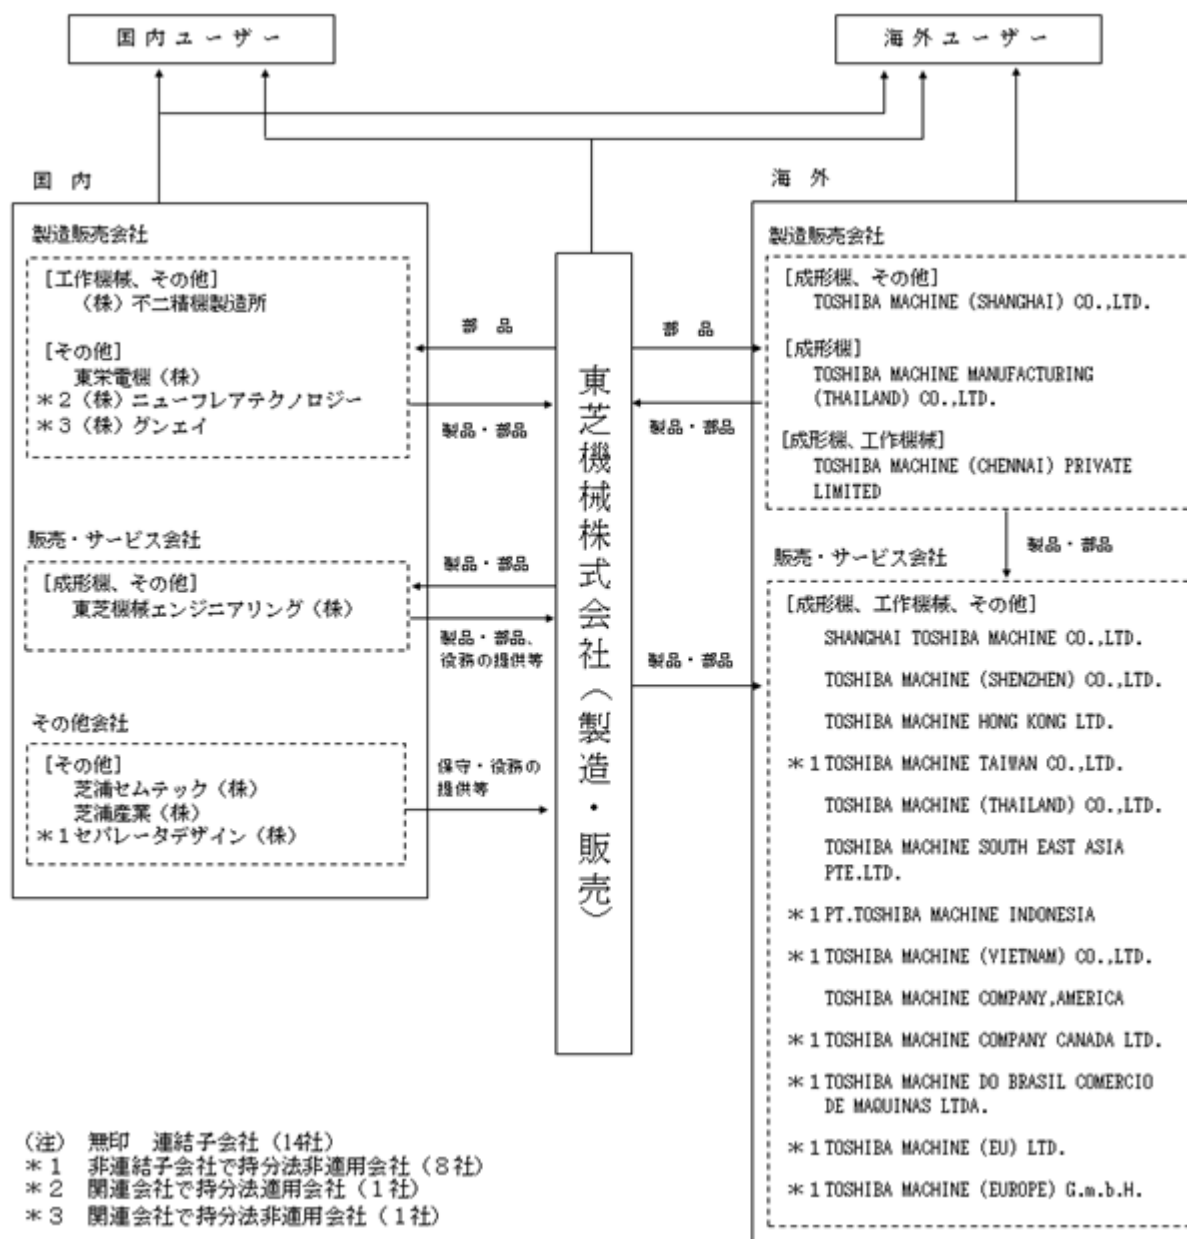 国内ユーザー
海外ユーザー
国 内
製造販売会社
[工作機械、その他]
(株)不二精機製造所
[その他]
東栄電機(株)
*2(株)ニューフレアテクノロジー
*3(株)グンエイ
販売・サービス会社
[成形機、その他]
東芝機械エンジニアリング(株)
その他会社
[その他]
芝浦セムテック(株)
芝浦産業(株)
*1セパレータデザイン(株)
部 品
製品・部品
製品・部品
製品・部品、
役務の提供等
保守・役務の
提供等
東芝機械株式会社(製造・販売)
部 品
製品・部品
製品・部品
海 外
製造販売会社
[成形機、その他]
TOSHIBA MACHINE (SHANGHAI) CO.,LTD.
[成形機]
TOSHIBA MACHINE MANUFACTURING
(THAILAND) CO.,LTD.
[成形機、工作機械]
TOSHIBA MACHINE (CHENNAI) PRIVATE
LIMITED
製品・部品
販売・サービス会社
[成形機、工作機械、その他]
SHANGHAI TOSHIBA MACHINE CO.,LTD.
TOSHIBA MACHINE (SHENZHEN) CO.,LTD.
TOSHIBA MACHINE HONG KONG LTD.
*1TOSHIBA MACHINE TAIWAN CO.,LTD.
TOSHIBA MACHINE (THAILAND) CO.,LTD.
TOSHIBA MACHINE SOUTH EAST ASIA
PTE.LTD.
*1PT.TOSHIBA MACHINE INDONESIA
*1TOSHIBA MACHINE (VIETNAM) CO.,LTD.
TOSHIBA MACHINE COMPANY,AMERICA
*1TOSHIBA MACHINE COMPANY CANADA LTD.
*1TOSHIBA MACHINE DO BRASIL COMERCIO
DE MAQUINAS LTDA.
*1TOSHIBA MACHINE (EU) LTD.
*1TOSHIBA MACHINE (EUROPE) G.m.b.H.
(注) 無印 連結子会社(14社)
*1 非連結子会社で持分法非適用会社(8社)
*2 関連会社で持分法適用会社(1社)
*3 関連会社で持分法非適用会社(1社)